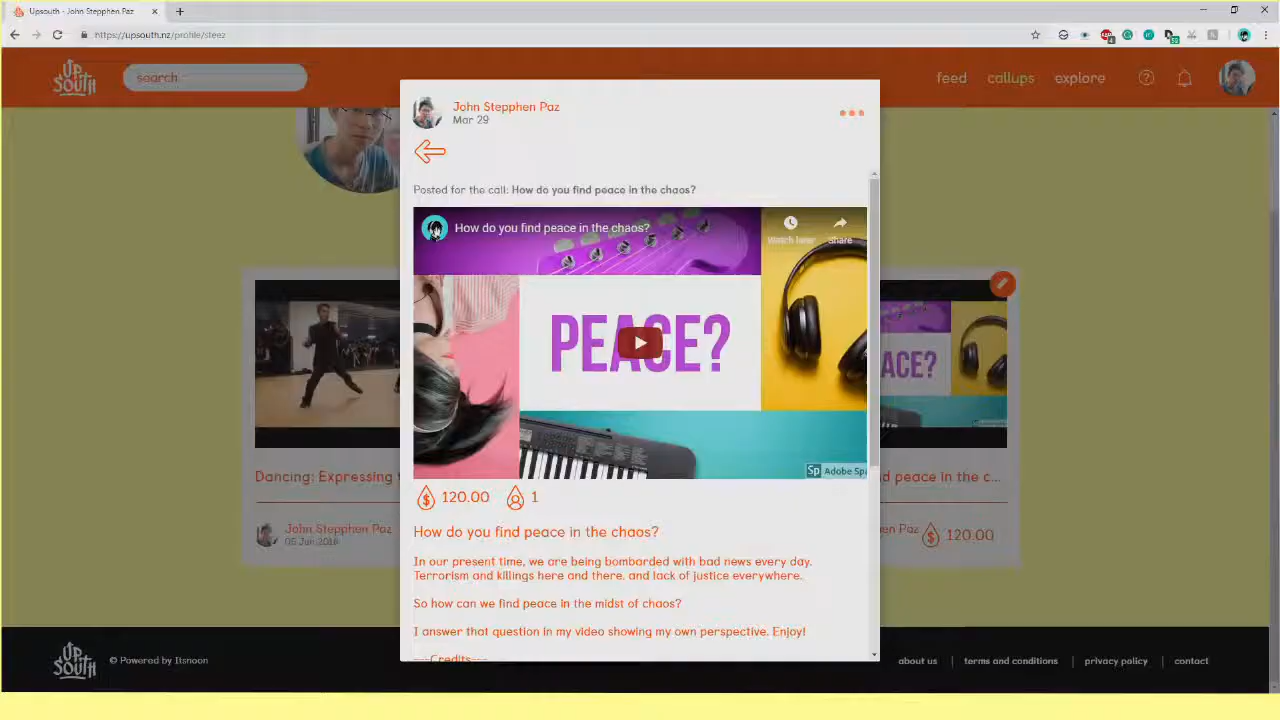 Upsouth - John Stepphen Paz
https://upsouth.nz/profile/steez
UP SOUTH
search
feed
callups
explore
John Stepphen Paz
Mar 29
Posted for the call: How do you find peace in the chaos?
How do you find peace in the chaos?
Watch later
Share
PEACE?
Sp Adobe Spa
120.00
1
How do you find peace in the chaos?
In our present time, we are being bombarded with bad news every day.
Terrorism and killings here and there, and lack of justice everywhere.
So how can we find peace in the midst of chaos?
I answer that question in my video showing my own perspective. Enjoy!
---Credits---
Dancing: Expressing
John Stepphen Paz
05 Jun 2018
ACE?
d peace in the c...
en Paz
120.00
UP SOUTH
© Powered by Itsnoon
about us
terms and conditions
privacy policy
contact